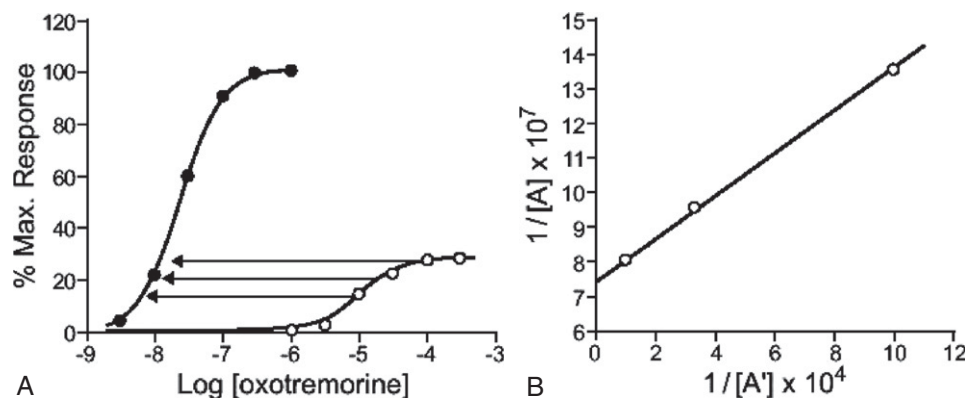 120
100
80
60
40
20
0
% Max. Response
-9 -8 -7 -6 -5 -4 -3
A Log [oxotremorine]
15
14
13
12
11
10
9
8
7
6
1/[A] x 10^7
0 2 4 6 8 10 12
B 1/[A'] x 10^4